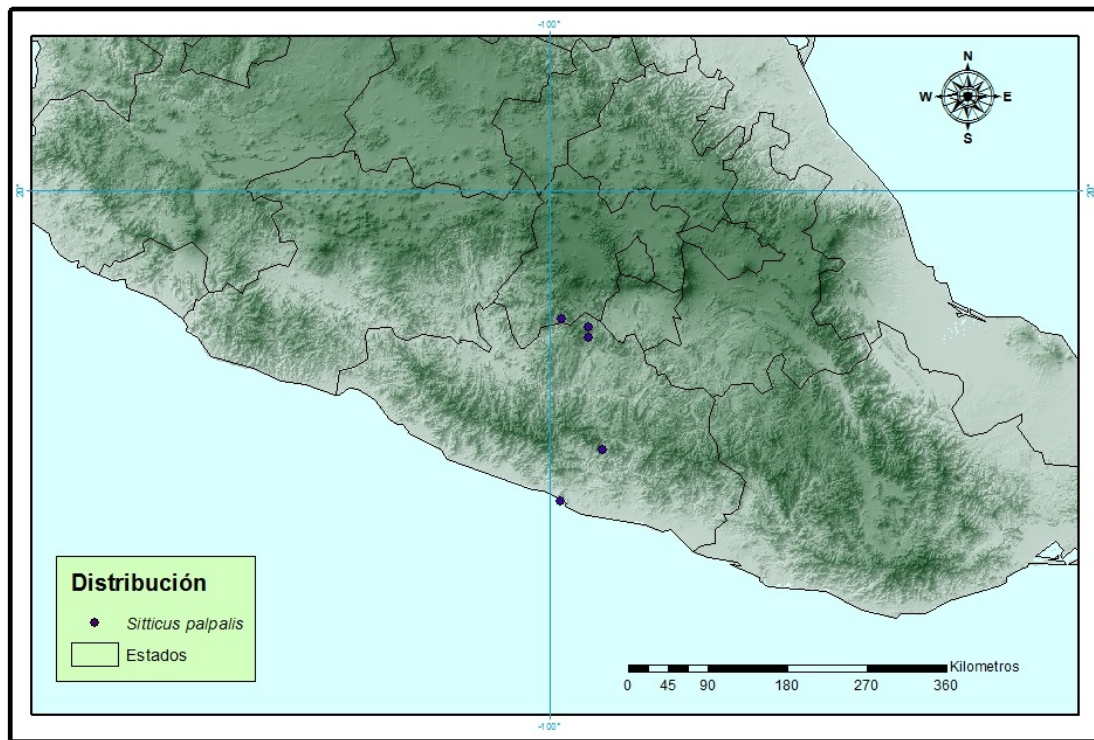 -100°
N
W E
S
20° 20°
Distribución
Sitticus palpalis
Estados
Kilometros
0 45 90 180 270 360
-100°